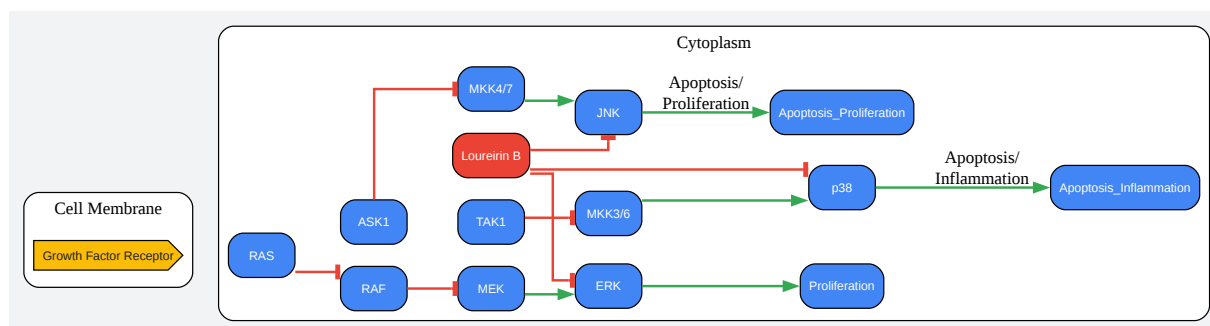 Cytoplasm
MKK4/7
Apoptosis/
Proliferation
JNK
Apoptosis_Proliferation
Loureirin B
Apoptosis/
Inflammation
p38
Apoptosis_Inflammation
Cell Membrane
ASK1
TAK1
MKK3/6
Growth Factor Receptor
RAS
RAF
MEK
ERK
Proliferation